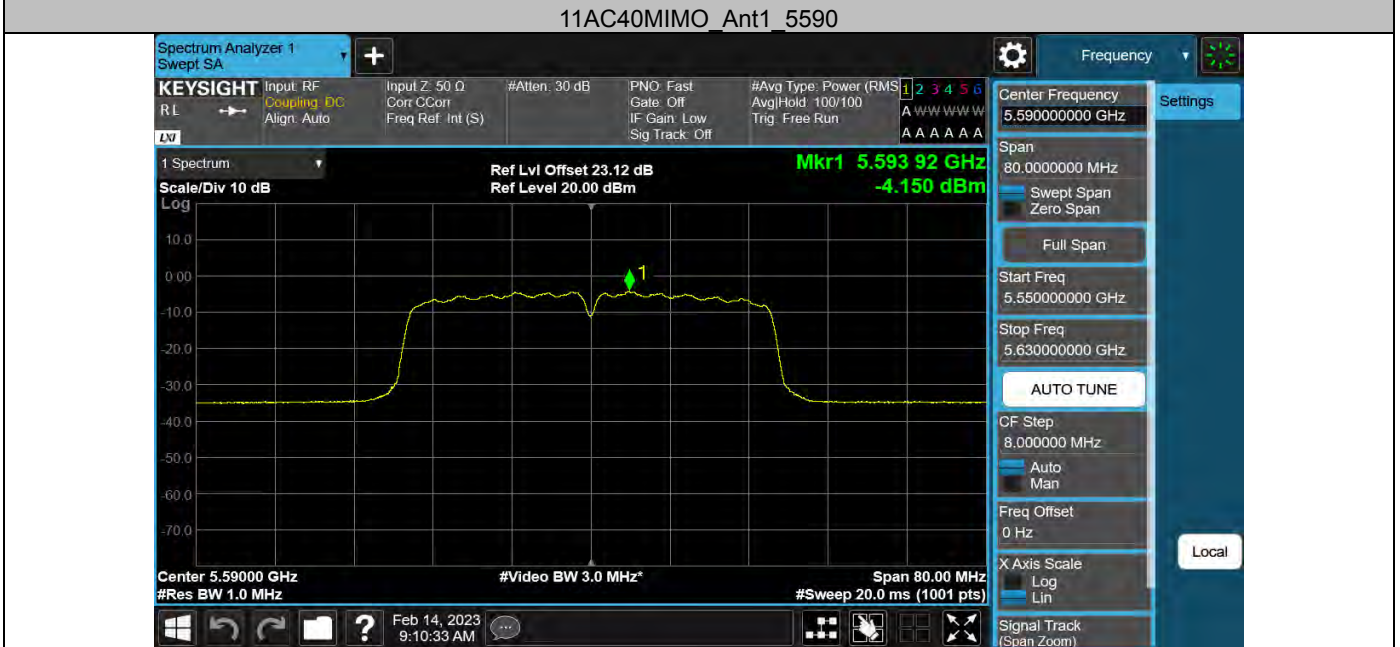 11AC40MIMO_Ant1_5590
Spectrum Analyzer 1
Swept SA
Frequency
KEYSIGHT
RL
LXI
Input: RF
Coupling: DC
Align: Auto
Input Z: 50 Ω
Corr CCorr
Freq Ref: Int (S)
#Atten: 30 dB
PNO: Fast
Gate: Off
IF Gain: Low
Sig Track: Off
#Avg Type: Power (RMS
Avg|Hold: 100/100
Trig: Free Run
1 2 3 4 5 6
A W W W W W
A A A A A A
1 Spectrum
Scale/Div 10 dB
Log
Ref Lvl Offset 23.12 dB
Ref Level 20.00 dBm
Mkr1 5.593 92 GHz
-4.150 dBm
10.0
0.00
-10.0
-20.0
-30.0
-40.0
-50.0
-60.0
-70.0
1
Center 5.59000 GHz
#Res BW 1.0 MHz
#Video BW 3.0 MHz*
Span 80.00 MHz
#Sweep 20.0 ms (1001 pts)
?
Feb 14, 2023
9:10:33 AM
Center Frequency
5.590000000 GHz
Span
80.0000000 MHz
Swept Span
Zero Span
Full Span
Start Freq
5.550000000 GHz
Stop Freq
5.630000000 GHz
AUTO TUNE
CF Step
8.000000 MHz
Auto
Man
Freq Offset
0 Hz
X Axis Scale
Log
Lin
Signal Track
(Span Zoom)
Settings
Local